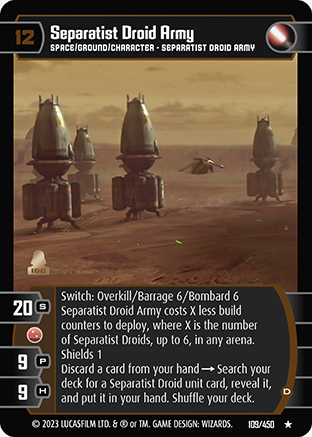 12
Separatist Droid Army
SPACE/GROUND/CHARACTER - SEPARATIST DROID ARMY
IDC
20 S
9 P
9 H
Switch: Overkill/Barrage 6/Bombard 6
Separatist Droid Army costs X less build
counters to deploy, where X is the number
of Separatist Droids, up to 6, in any arena.
Shields 1
Discard a card from your hand → Search your
deck for a Separatist Droid unit card, reveal it,
and put it in your hand. Shuffle your deck.
D
© 2023 LUCASFILM LTD. & ® or TM. GAME DESIGN: WIZARDS.
109/450 ★